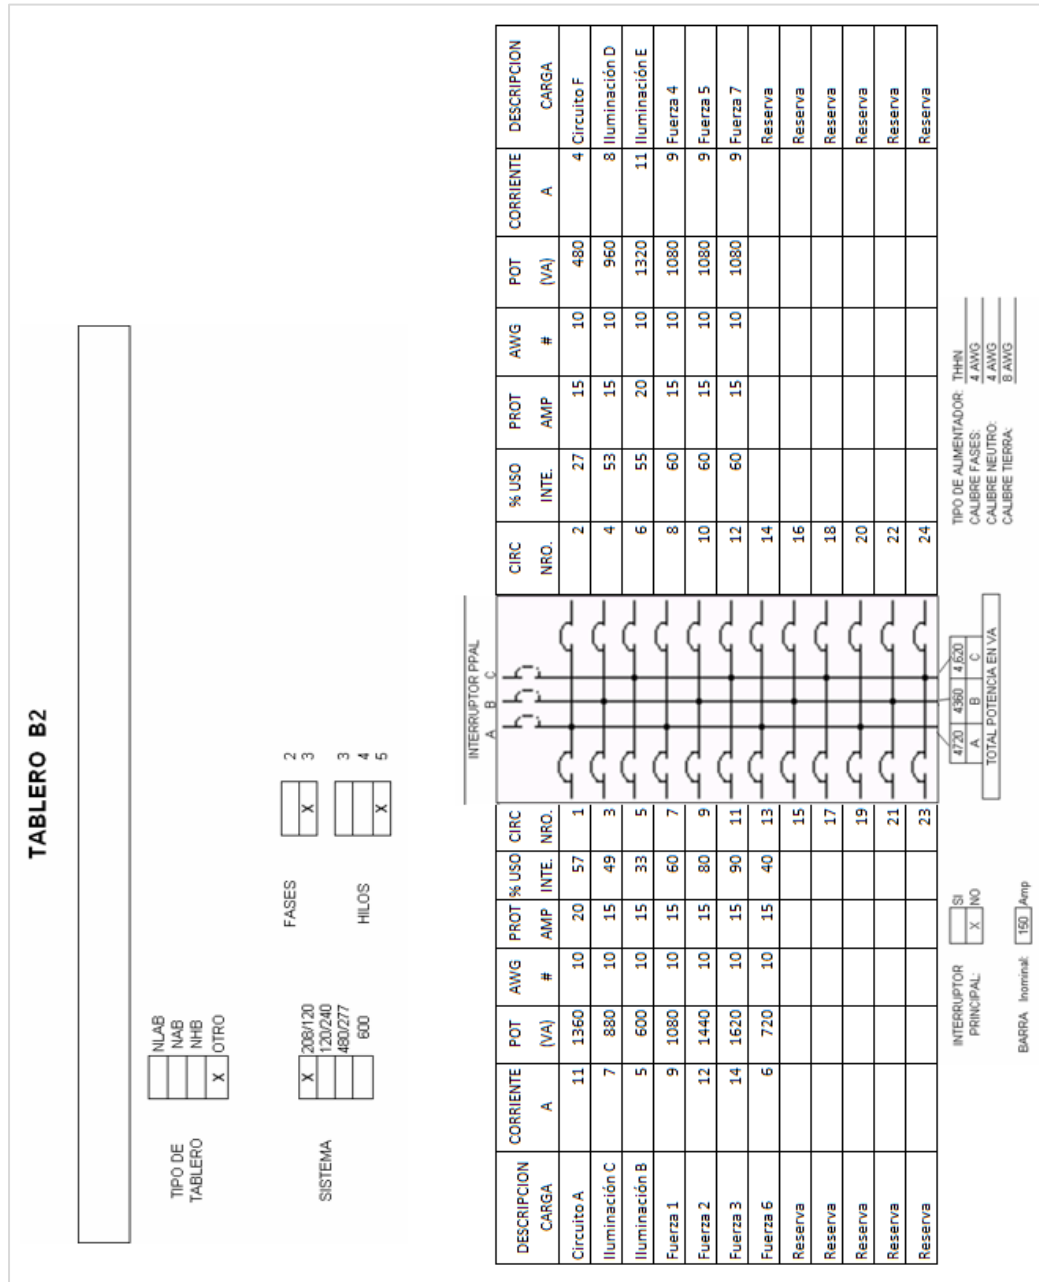 TABLERO B2
TIPO DE TABLERO
NLAB
NAB
NHB
X OTRO
SISTEMA
X 208/120
120/240
480/277
600
FASES
2
X 3
HILOS
3
4
X 5
INTERRUPTOR PPAL
A B C
DESCRIPCION CARGA CORRIENTE A POT (VA) AWG # PROT AMP % USO INTE. CIRC NRO. CIRC NRO. % USO INTE. PROT AMP AWG # POT (VA) CORRIENTE A DESCRIPCION CARGA
Circuito A 11 1360 10 20 57 1 2 27 15 10 480 4 Circuito F
Iluminación C 7 880 10 15 49 3 4 53 15 10 960 8 Iluminación D
Iluminación B 5 600 10 15 33 5 6 55 20 10 1320 11 Iluminación E
Fuerza 1 9 1080 10 15 60 7 8 60 15 10 1080 9 Fuerza 4
Fuerza 2 12 1440 10 15 80 9 10 60 15 10 1080 9 Fuerza 5
Fuerza 3 14 1620 10 15 90 11 12 60 15 10 1080 9 Fuerza 7
Fuerza 6 6 720 10 15 40 13 14 Reserva
Reserva 15 16 Reserva
Reserva 17 18 Reserva
Reserva 19 20 Reserva
Reserva 21 22 Reserva
Reserva 23 24 Reserva
INTERRUPTOR PRINCIPAL:
SI
X NO
BARRA Inominal: 150 Amp
4720 4360 4,620
A B C
TOTAL POTENCIA EN VA
TIPO DE ALIMENTADOR: THHN
CALIBRE FASES: 4 AWG
CALIBRE NEUTRO: 4 AWG
CALIBRE TIERRA: 8 AWG